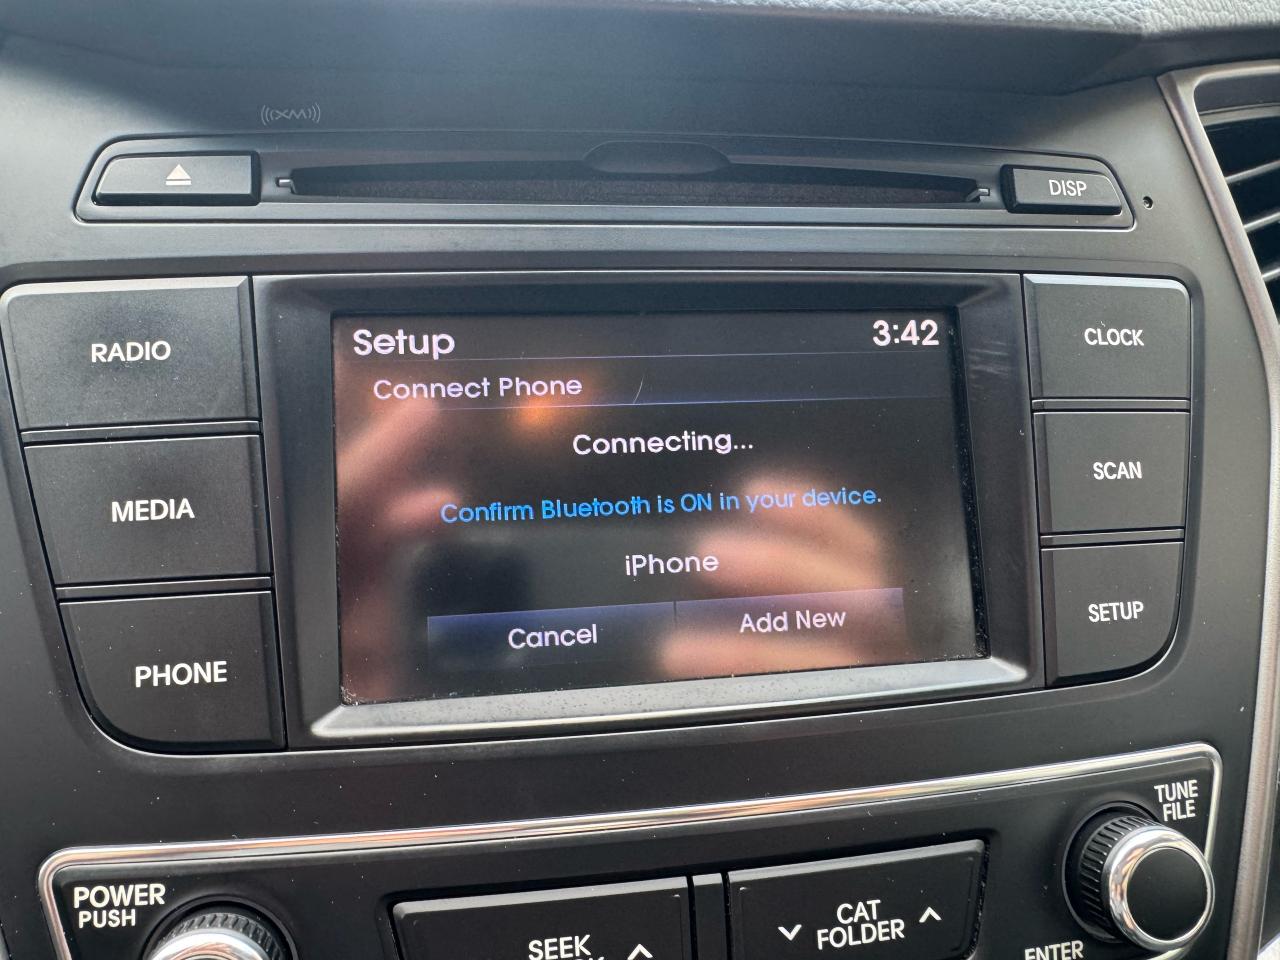 ((XM))
DISP
RADIO
MEDIA
PHONE
Setup
3:42
Connect Phone
Connecting...
Confirm Bluetooth is ON in your device.
iPhone
Cancel
Add New
CLOCK
SCAN
SETUP
POWER
PUSH
SEEK
CAT
FOLDER
TUNE
FILE
ENTER